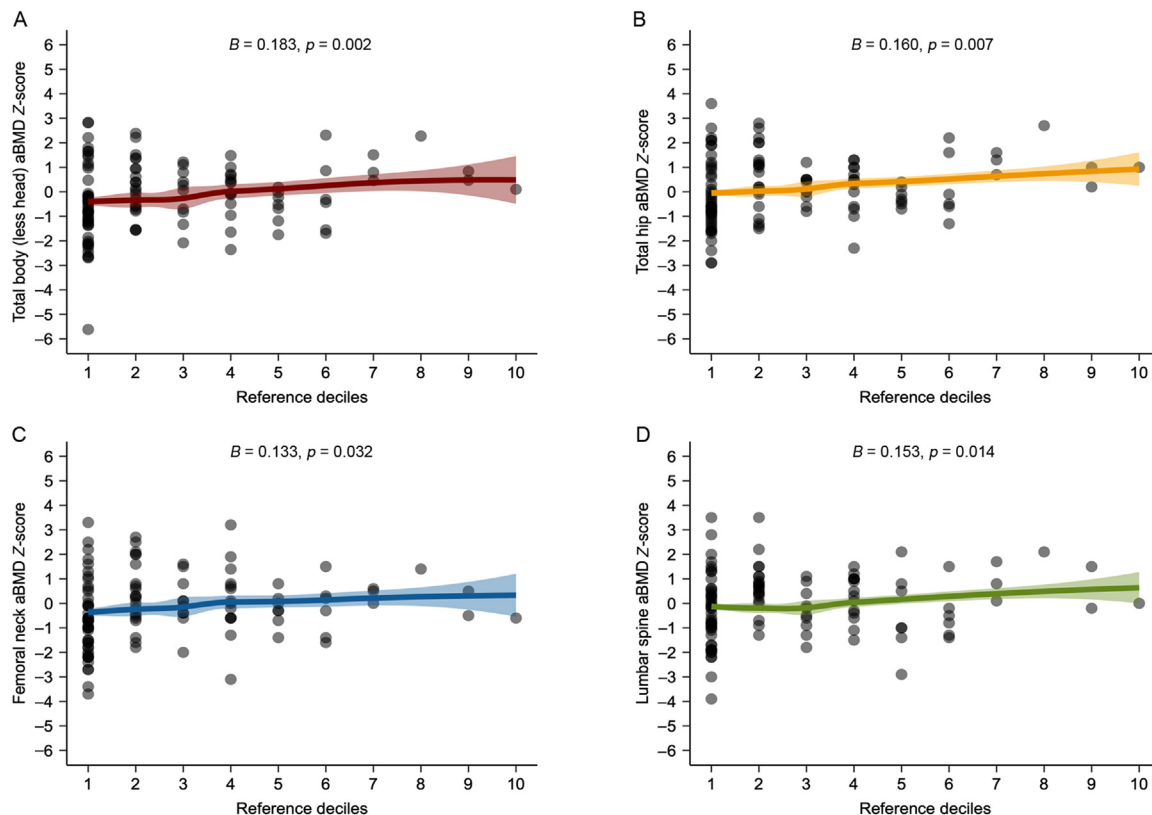 A
B = 0.183, p = 0.002
Total body (less head) aBMD Z-score
6
5
4
3
2
1
0
–1
–2
–3
–4
–5
–6
1 2 3 4 5 6 7 8 9 10
Reference deciles
B
B = 0.160, p = 0.007
Total hip aBMD Z-score
6
5
4
3
2
1
0
–1
–2
–3
–4
–5
–6
1 2 3 4 5 6 7 8 9 10
Reference deciles
C
B = 0.133, p = 0.032
Femoral neck aBMD Z-score
6
5
4
3
2
1
0
–1
–2
–3
–4
–5
–6
1 2 3 4 5 6 7 8 9 10
Reference deciles
D
B = 0.153, p = 0.014
Lumbar spine aBMD Z-score
6
5
4
3
2
1
0
–1
–2
–3
–4
–5
–6
1 2 3 4 5 6 7 8 9 10
Reference deciles